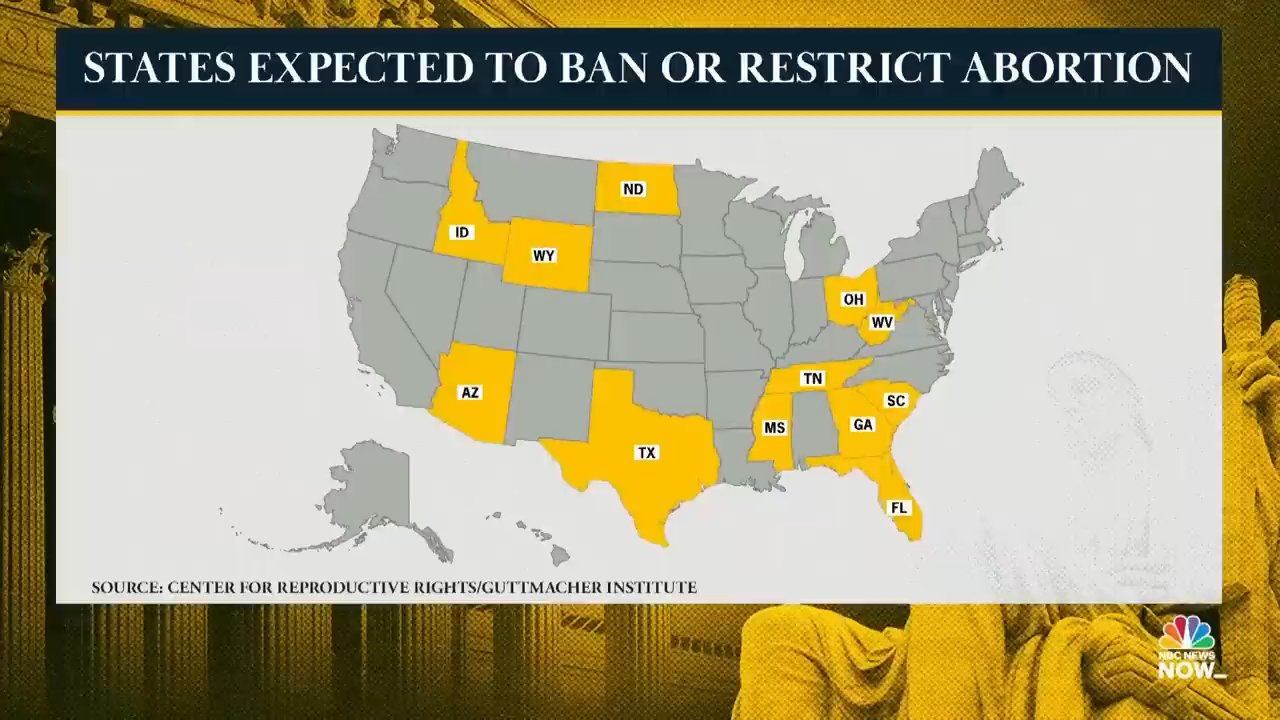 STATES EXPECTED TO BAN OR RESTRICT ABORTION
ND
ID
WY
OH
WV
TN
AZ
SC
GA
MS
TX
FL
SOURCE: CENTER FOR REPRODUCTIVE RIGHTS/GUTTMACHER INSTITUTE
NBC NEWS
NOW_